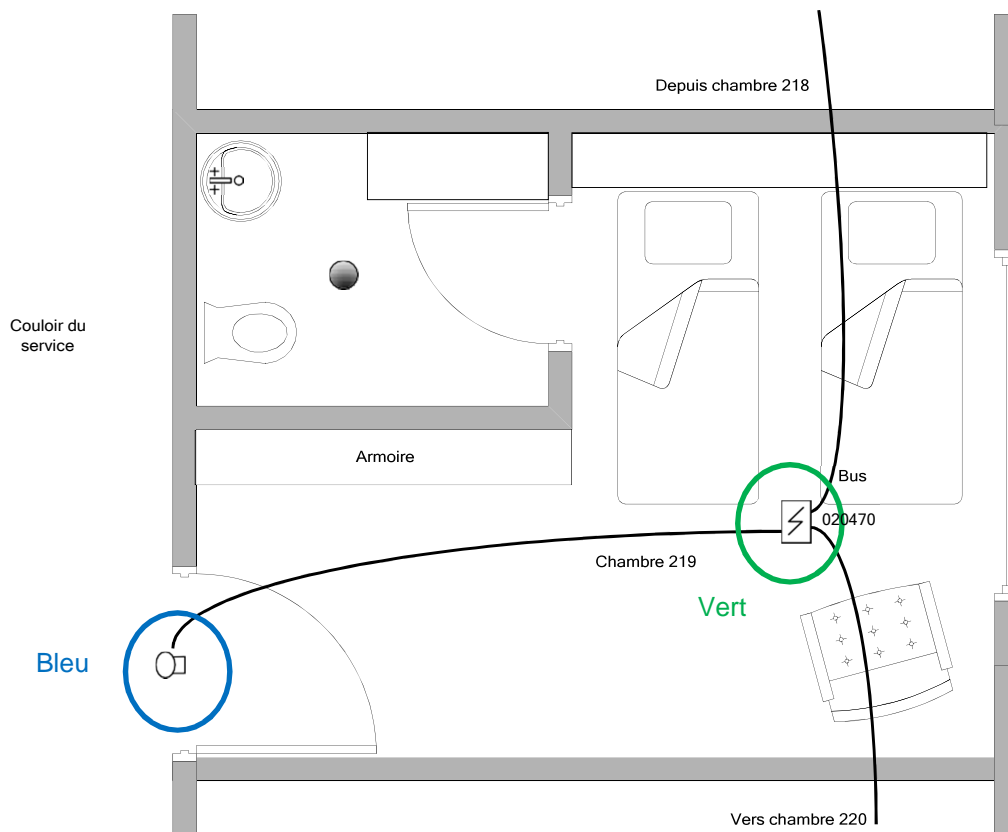 Depuis chambre 218
Couloir du
service
Armoire
Bus
020470
Chambre 219
Vert
Bleu
Vers chambre 220